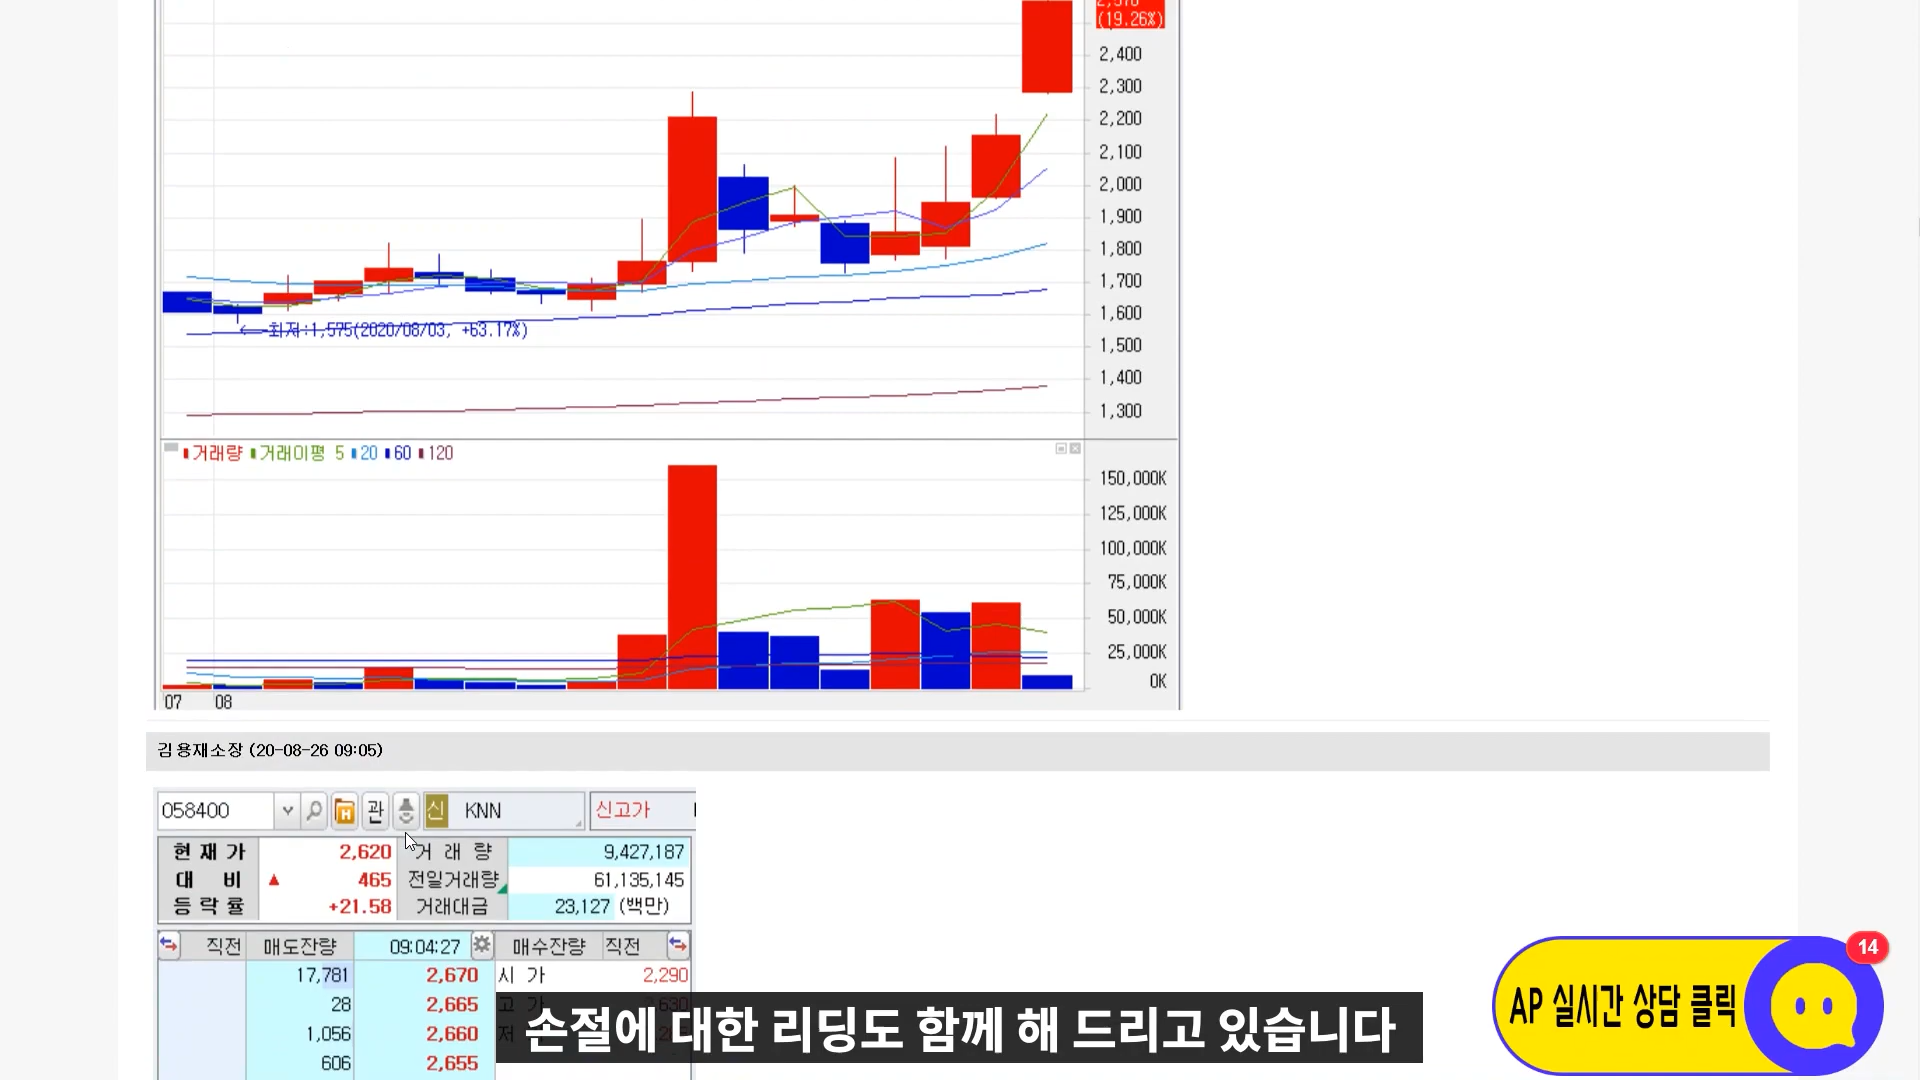 (19.26%)
2,400
2,300
2,200
2,100
2,000
1,900
1,800
1,700
1,600
1,500
1,400
1,300
←최저:1,575(2020/08/03, +63.17%)
거래량 거래이평 5 20 60 120
150,000K
125,000K
100,000K
75,000K
50,000K
25,000K
0K
07 08
김용재소장 (20-08-26 09:05)
058400 관 신 KNN 신고가
현재가 2,620 거래량 9,427,187
대비 ▲ 465 전일거래량 61,135,145
등락률 +21.58 거래대금 23,127 (백만)
직전 매도잔량 09:04:27 매수잔량 직전
17,781 2,670 시가 2,290
28 2,665 고가
1,056 2,660
606 2,655
손절에 대한 리딩도 함께 해 드리고 있습니다
AP 실시간 상담 클릭
14